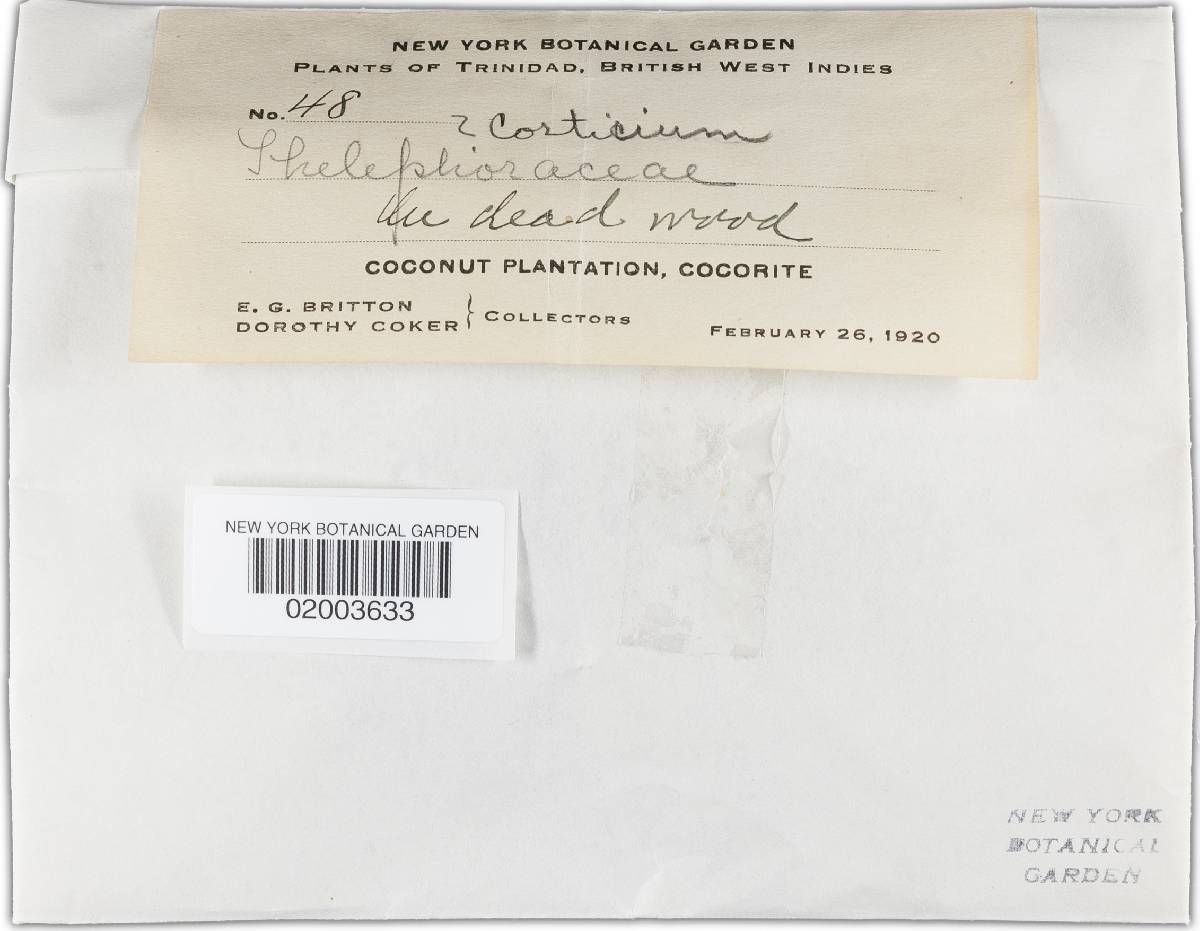 NEW YORK BOTANICAL GARDEN
PLANTS OF TRINIDAD, BRITISH WEST INDIES
No. 48
? Corticium
Thelephoraceae
On dead wood
COCONUT PLANTATION, COCORITE
E. G. BRITTON
DOROTHY COKER } COLLECTORS
FEBRUARY 26, 1920
NEW YORK BOTANICAL GARDEN
02003633
NEW YORK
BOTANICAL
GARDEN